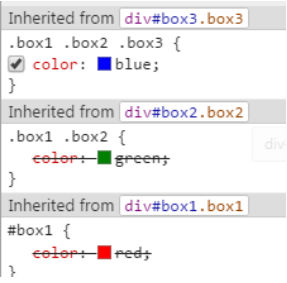 Inherited from div#box3.box3
.box1 .box2 .box3 {
color: blue;
}
Inherited from div#box2.box2
.box1 .box2 {
color: green;
}
div
Inherited from div#box1.box1
#box1 {
color: red;
}